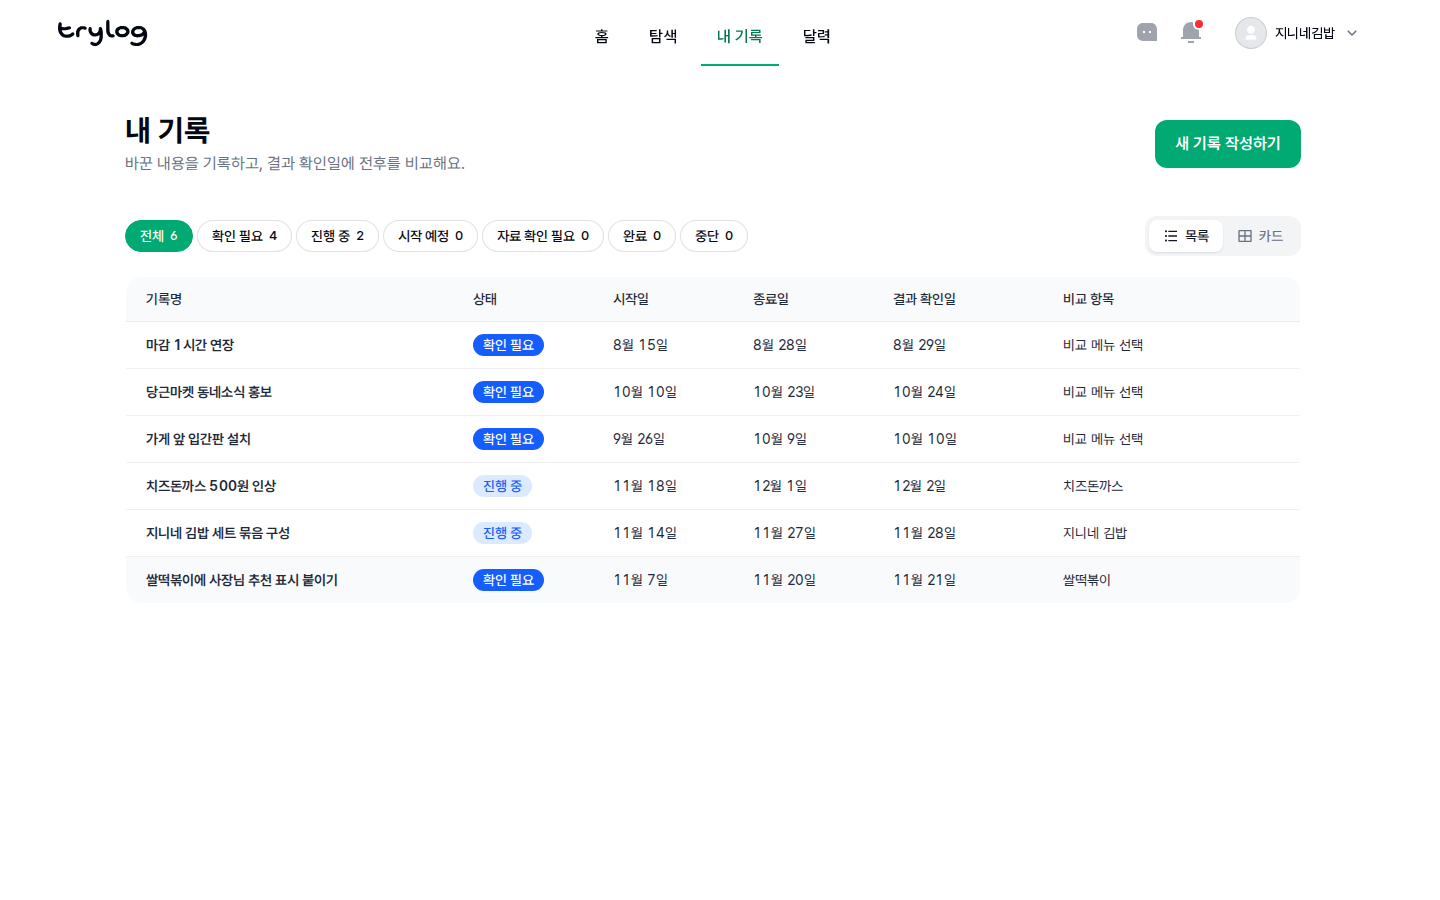 trylog 홈 탐색 내 기록 달력 지니네김밥
내 기록
바꾼 내용을 기록하고, 결과 확인일에 전후를 비교해요.
새 기록 작성하기
전체 6 확인 필요 4 진행 중 2 시작 예정 0 자료 확인 필요 0 완료 0 중단 0 목록 카드
기록명 상태 시작일 종료일 결과 확인일 비교 항목
마감 1시간 연장 확인 필요 8월 15일 8월 28일 8월 29일 비교 메뉴 선택
당근마켓 동네소식 홍보 확인 필요 10월 10일 10월 23일 10월 24일 비교 메뉴 선택
가게 앞 입간판 설치 확인 필요 9월 26일 10월 9일 10월 10일 비교 메뉴 선택
치즈돈까스 500원 인상 진행 중 11월 18일 12월 1일 12월 2일 치즈돈까스
지니네 김밥 세트 묶음 구성 진행 중 11월 14일 11월 27일 11월 28일 지니네 김밥
쌀떡볶이에 사장님 추천 표시 붙이기 확인 필요 11월 7일 11월 20일 11월 21일 쌀떡볶이